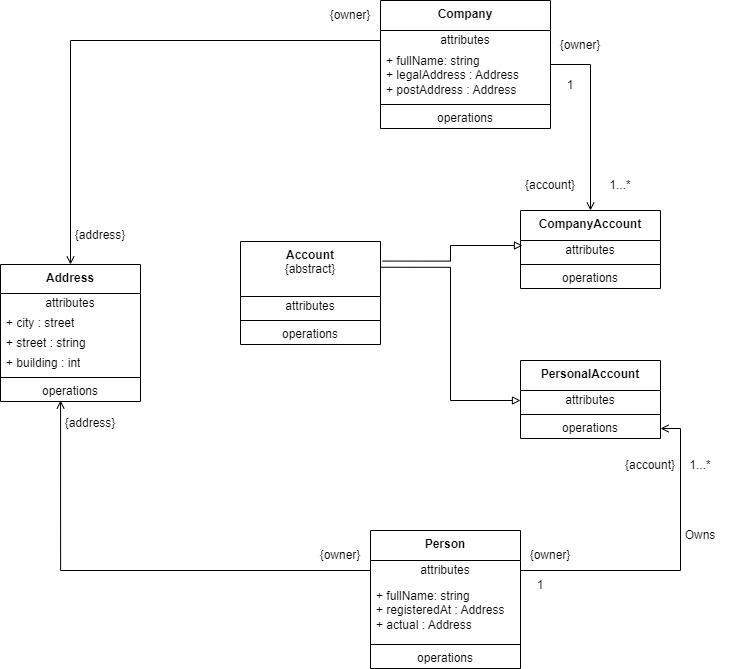 Company
{owner}
attributes
+ fullName: string
+ legalAddress : Address
+ postAddress : Address
operations
{owner}
1
{account}
1...*
{address}
CompanyAccount
attributes
operations
Account
{abstract}
attributes
operations
Address
attributes
+ city : street
+ street : string
+ building : int
operations
PersonalAccount
attributes
operations
{address}
{account}
1...*
Owns
Person
{owner}
attributes
+ fullName: string
+ registeredAt : Address
+ actual : Address
operations
{owner}
1